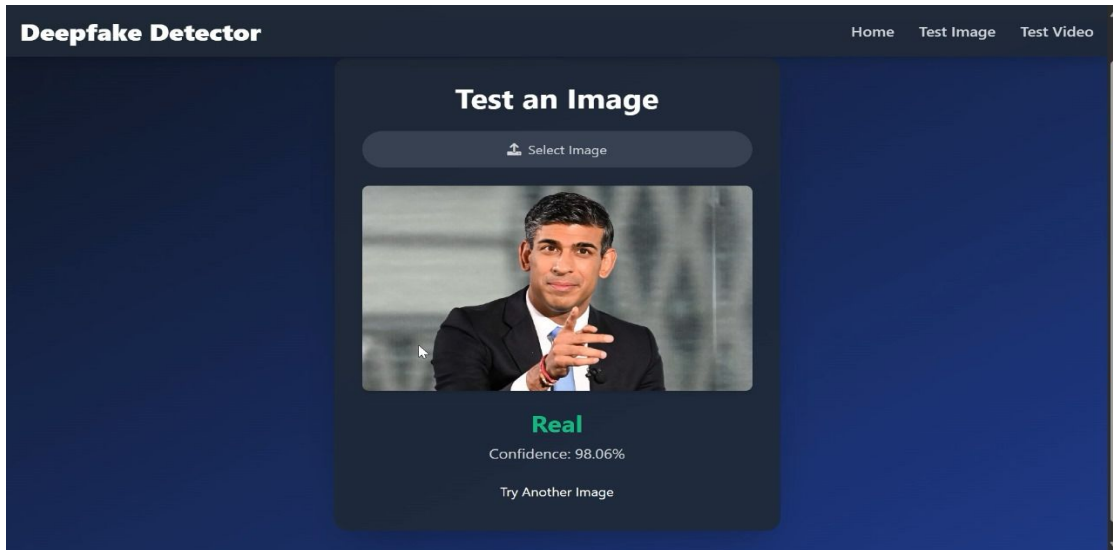 Deepfake Detector
Home Test Image Test Video
Test an Image
Select Image
Real
Confidence: 98.06%
Try Another Image